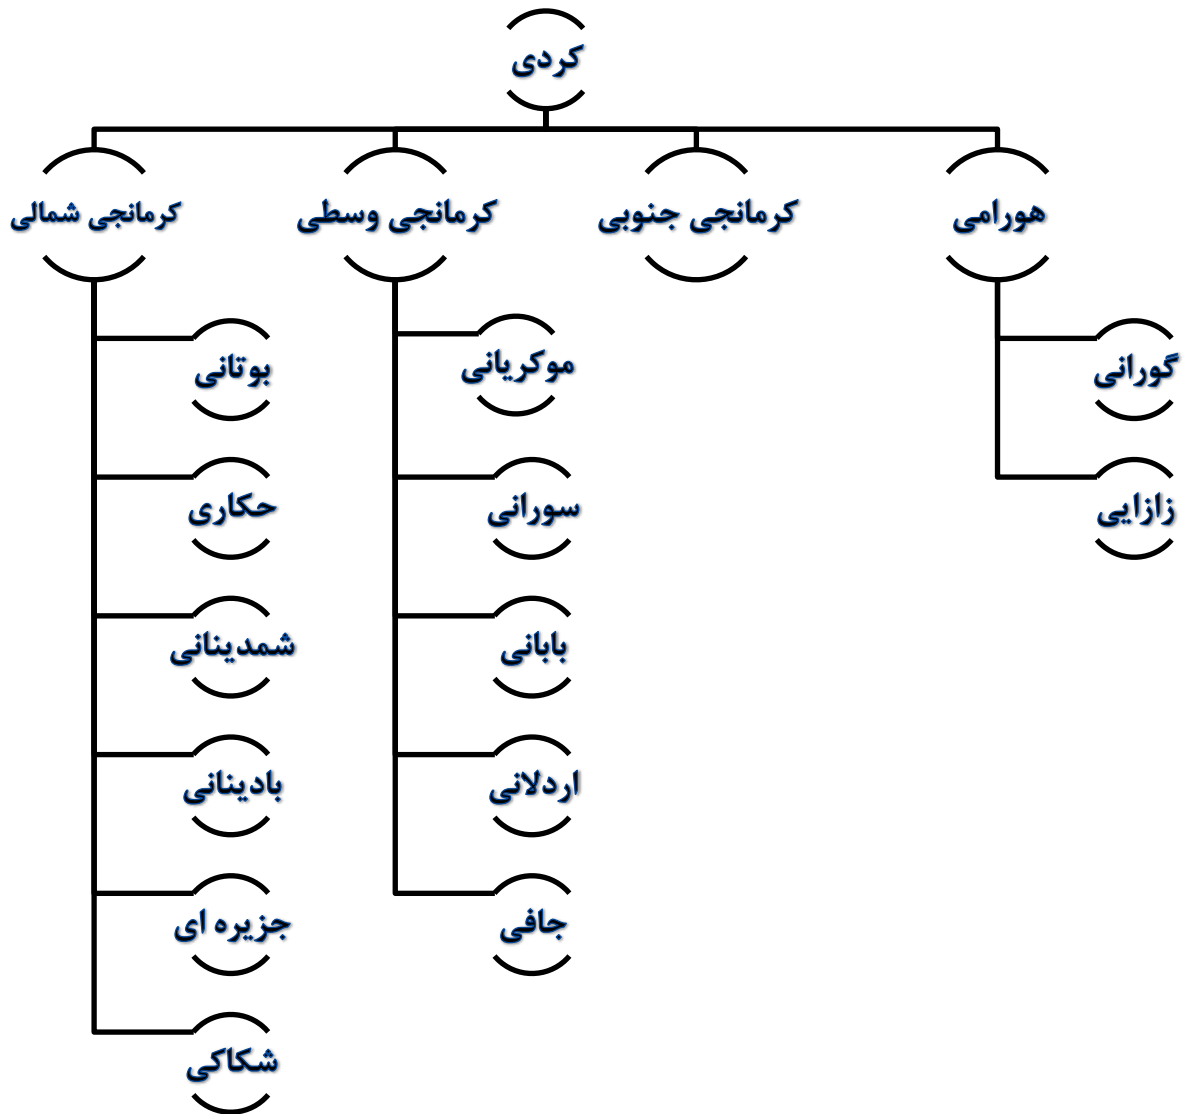 کردی
هورامی
کرمانجی جنوبی
کرمانجی وسطی
کرمانجی شمالی
گورانی
زازایی
موکریانی
سورانی
بابانی
اردلانی
جافی
بوتانی
حکاری
شمدینانی
بادینانی
جزیره ای
شکاکی